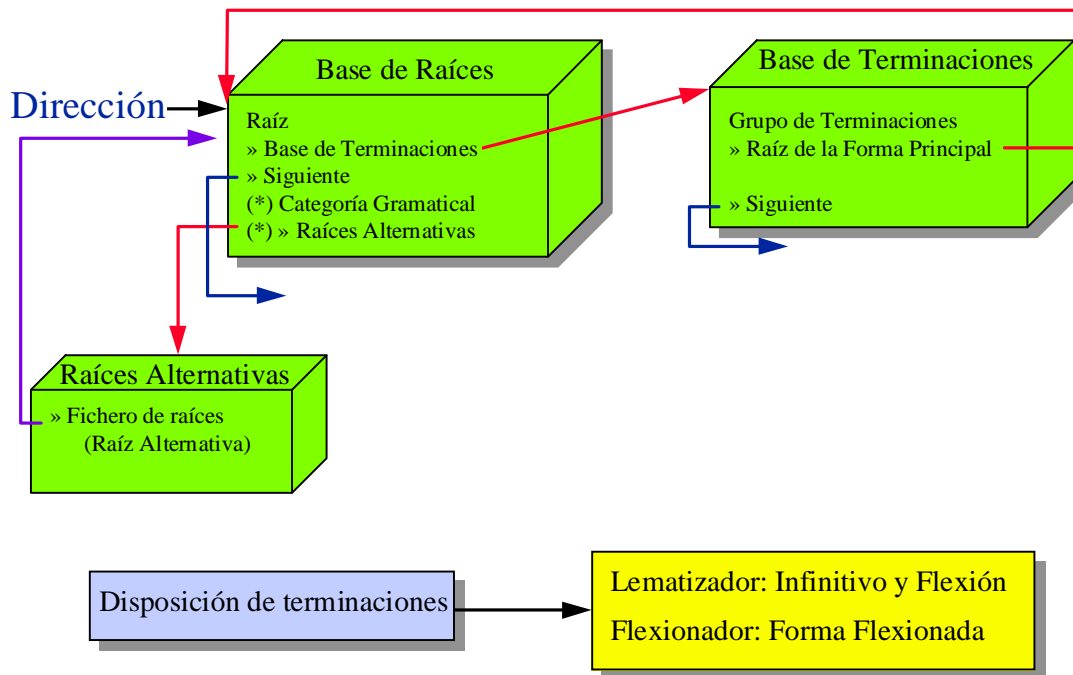 Base de Raíces
Base de Terminaciones
Dirección
Raíz
» Base de Terminaciones
» Siguiente
(*) Categoría Gramatical
(*) » Raíces Alternativas
Grupo de Terminaciones
» Raíz de la Forma Principal
» Siguiente
Raíces Alternativas
» Fichero de raíces
(Raíz Alternativa)
Disposición de terminaciones
Lematizador: Infinitivo y Flexión
Flexionador: Forma Flexionada